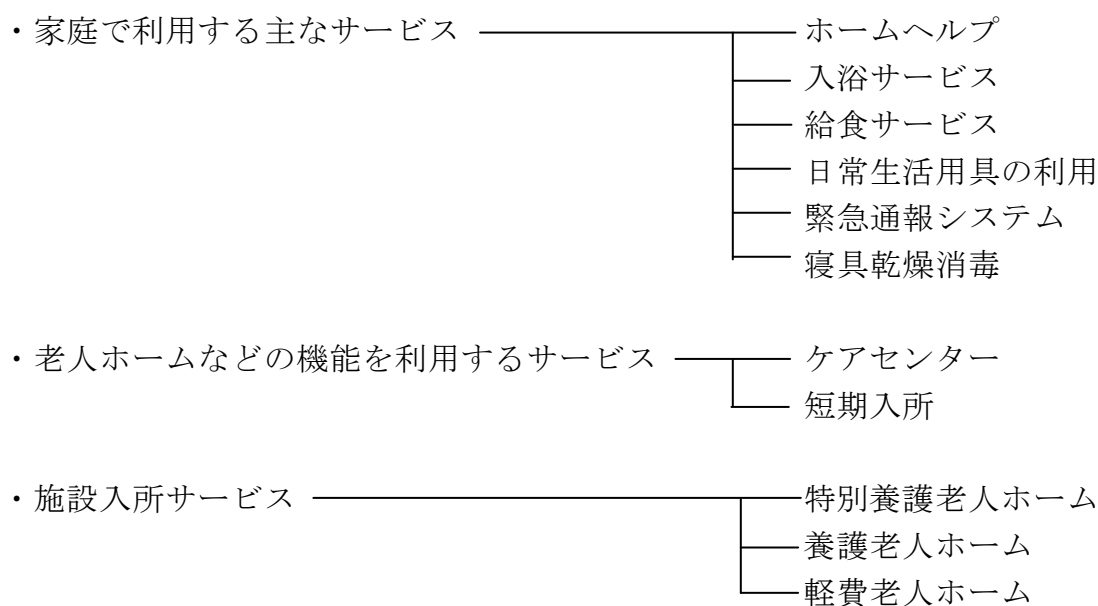 ・家庭で利用する主なサービス ホームヘルプ
入浴サービス
給食サービス
日常生活用具の利用
緊急通報システム
寝具乾燥消毒
・老人ホームなどの機能を利用するサービス ケアセンター
短期入所
・施設入所サービス 特別養護老人ホーム
養護老人ホーム
軽費老人ホーム